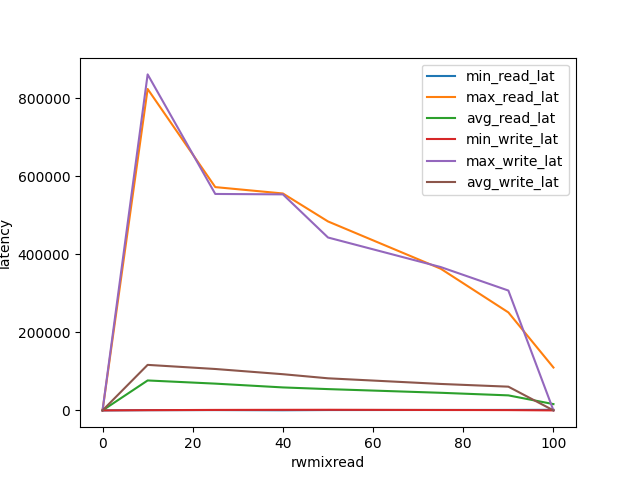 min_read_lat
max_read_lat
avg_read_lat
min_write_lat
max_write_lat
avg_write_lat
800000
600000
400000
200000
0
latency
0
20
40
60
80
100
rwmixread